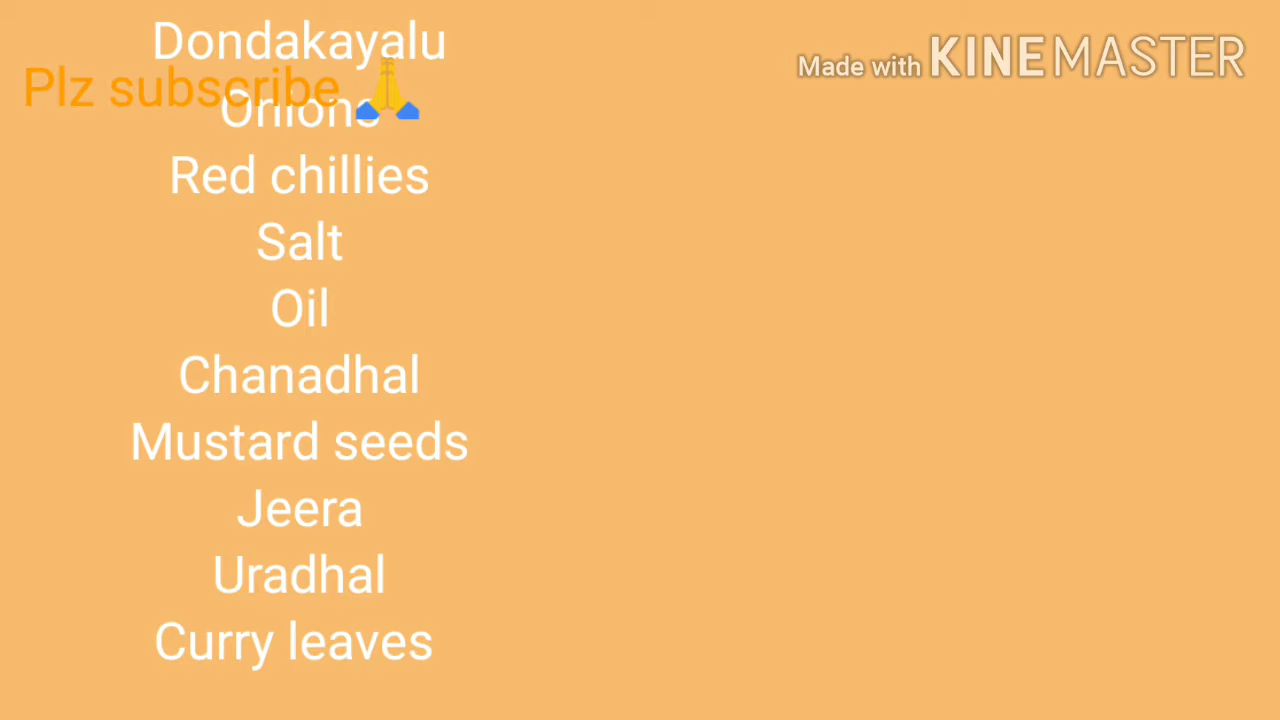 Dondakayalu
Plz subscribe 🙏
Onions
Red chillies
Salt
Oil
Chanadhal
Mustard seeds
Jeera
Uradhal
Curry leaves
Made with KINEMASTER